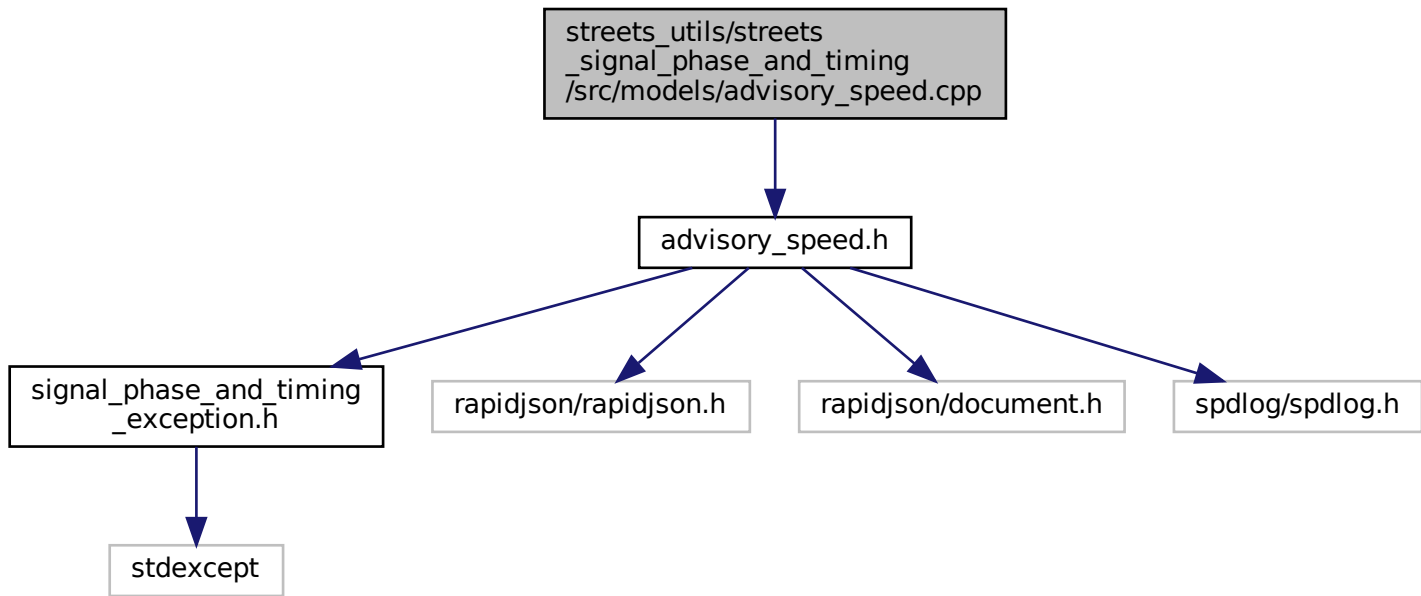 streets_utils/streets
_signal_phase_and_timing
/src/models/advisory_speed.cpp
advisory_speed.h
signal_phase_and_timing
_exception.h
rapidjson/rapidjson.h
rapidjson/document.h
spdlog/spdlog.h
stdexcept